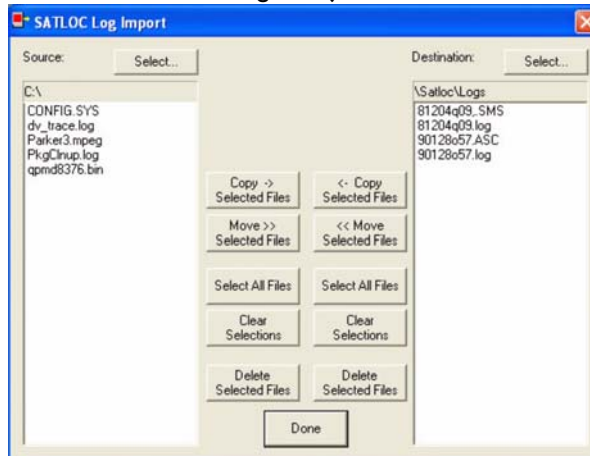 SATLOC Log Import
Source:
Select...
Destination:
Select...
C:\
\Satloc\Logs
CONFIG.SYS
dv_trace.log
Parker3.mpeg
PkgClnup.log
qpmd8376.bin
81204q09,.SMS
81204q09.log
90128o57.ASC
90128o57.log
Copy ->
Selected Files
<- Copy
Selected Files
Move >>
Selected Files
<< Move
Selected Files
Select All Files
Select All Files
Clear
Selections
Clear
Selections
Delete
Selected Files
Delete
Selected Files
Done